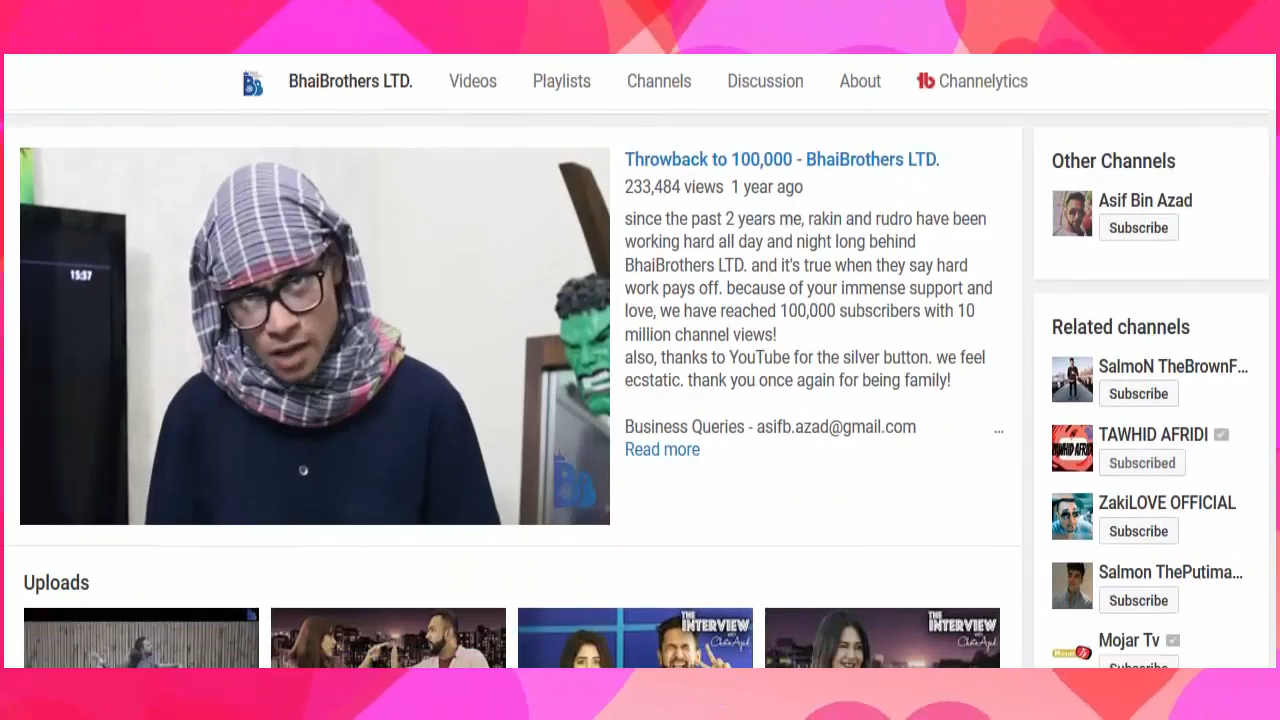 BhaiBrothers LTD.
Videos
Playlists
Channels
Discussion
About
Channelytics
15:37
Throwback to 100,000 - BhaiBrothers LTD.
233,484 views 1 year ago
since the past 2 years me, rakin and rudro have been
working hard all day and night long behind
BhaiBrothers LTD. and it's true when they say hard
work pays off. because of your immense support and
love, we have reached 100,000 subscribers with 10
million channel views!
also, thanks to YouTube for the silver button. we feel
ecstatic. thank you once again for being family!
Business Queries - asifb.azad@gmail.com ...
Read more
Uploads
THE
INTERVIEW
THE
INTERVIEW
Other Channels
Asif Bin Azad
Subscribe
Related channels
SalmoN TheBrownF...
Subscribe
TAWHID AFRIDI
Subscribed
ZakiLOVE OFFICIAL
Subscribe
Salmon ThePutima...
Subscribe
Mojar Tv
Subscribe